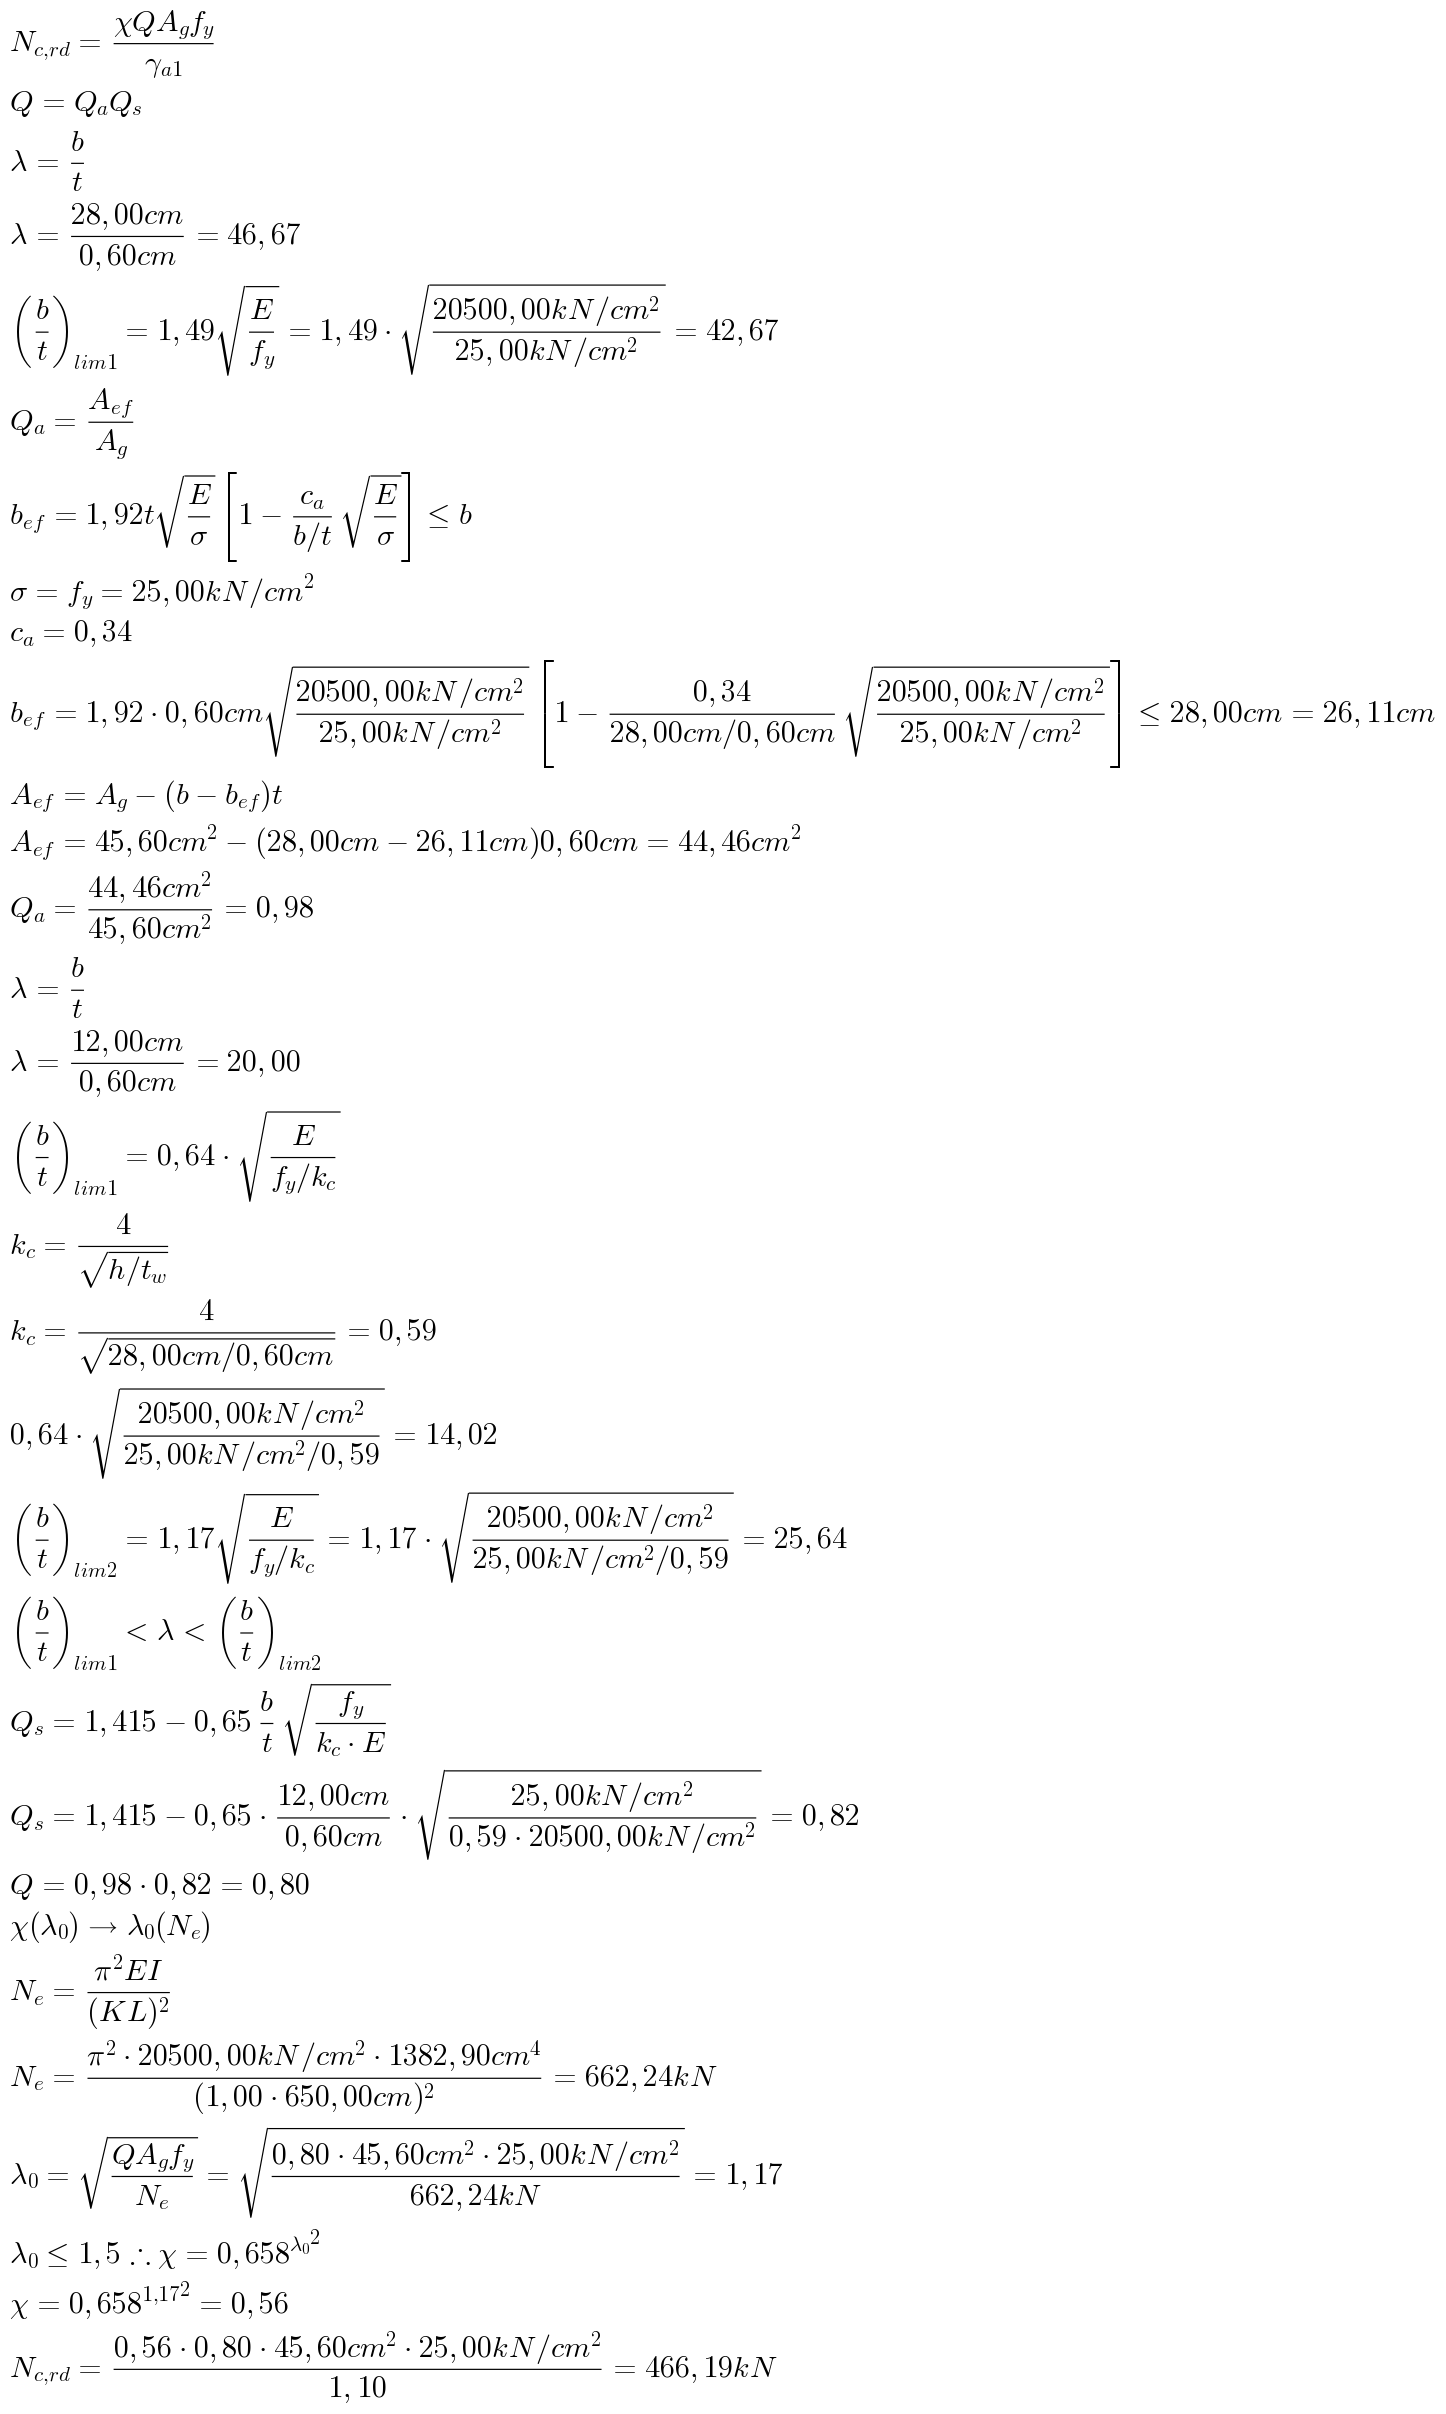 N_{c,rd} = \frac{\chi Q A_g f_y}{\gamma_{a1}}
Q = Q_a Q_s
\lambda = \frac{b}{t}
\lambda = \frac{28,00cm}{0,60cm} = 46,67
\left(\frac{b}{t}\right)_{lim1} = 1,49\sqrt{\frac{E}{f_y}} = 1,49 \cdot \sqrt{\frac{20500,00kN/cm^2}{25,00kN/cm^2}} = 42,67
Q_a = \frac{A_{ef}}{A_g}
b_{ef} = 1,92t\sqrt{\frac{E}{\sigma}} \left[1 - \frac{c_a}{b/t} \sqrt{\frac{E}{\sigma}}\right] \leq b
\sigma = f_y = 25,00kN/cm^2
c_a = 0,34
b_{ef} = 1,92 \cdot 0,60cm\sqrt{\frac{20500,00kN/cm^2}{25,00kN/cm^2}} \left[1 - \frac{0,34}{28,00cm/0,60cm} \sqrt{\frac{20500,00kN/cm^2}{25,00kN/cm^2}}\right] \leq 28,00cm = 26,11cm
A_{ef} = A_g - (b - b_{ef})t
A_{ef} = 45,60cm^2 - (28,00cm - 26,11cm)0,60cm = 44,46cm^2
Q_a = \frac{44,46cm^2}{45,60cm^2} = 0,98
\lambda = \frac{b}{t}
\lambda = \frac{12,00cm}{0,60cm} = 20,00
\left(\frac{b}{t}\right)_{lim1} = 0,64 \cdot \sqrt{\frac{E}{f_y/k_c}}
k_c = \frac{4}{\sqrt{h/t_w}}
k_c = \frac{4}{\sqrt{28,00cm/0,60cm}} = 0,59
0,64 \cdot \sqrt{\frac{20500,00kN/cm^2}{25,00kN/cm^2/0,59}} = 14,02
\left(\frac{b}{t}\right)_{lim2} = 1,17\sqrt{\frac{E}{f_y/k_c}} = 1,17 \cdot \sqrt{\frac{20500,00kN/cm^2}{25,00kN/cm^2/0,59}} = 25,64
\left(\frac{b}{t}\right)_{lim1} < \lambda < \left(\frac{b}{t}\right)_{lim2}
Q_s = 1,415 - 0,65 \frac{b}{t} \sqrt{\frac{f_y}{k_c \cdot E}}
Q_s = 1,415 - 0,65 \cdot \frac{12,00cm}{0,60cm} \cdot \sqrt{\frac{25,00kN/cm^2}{0,59 \cdot 20500,00kN/cm^2}} = 0,82
Q = 0,98 \cdot 0,82 = 0,80
\chi(\lambda_0) \rightarrow \lambda_0(N_e)
N_e = \frac{\pi^2 EI}{(KL)^2}
N_e = \frac{\pi^2 \cdot 20500,00kN/cm^2 \cdot 1382,90cm^4}{(1,00 \cdot 650,00cm)^2} = 662,24kN
\lambda_0 = \sqrt{\frac{Q A_g f_y}{N_e}} = \sqrt{\frac{0,80 \cdot 45,60cm^2 \cdot 25,00kN/cm^2}{662,24kN}} = 1,17
\lambda_0 \leq 1,5 \therefore \chi = 0,658^{{\lambda_0}^2}
\chi = 0,658^{1,17^2} = 0,56
N_{c,rd} = \frac{0,56 \cdot 0,80 \cdot 45,60cm^2 \cdot 25,00kN/cm^2}{1,10} = 466,19kN